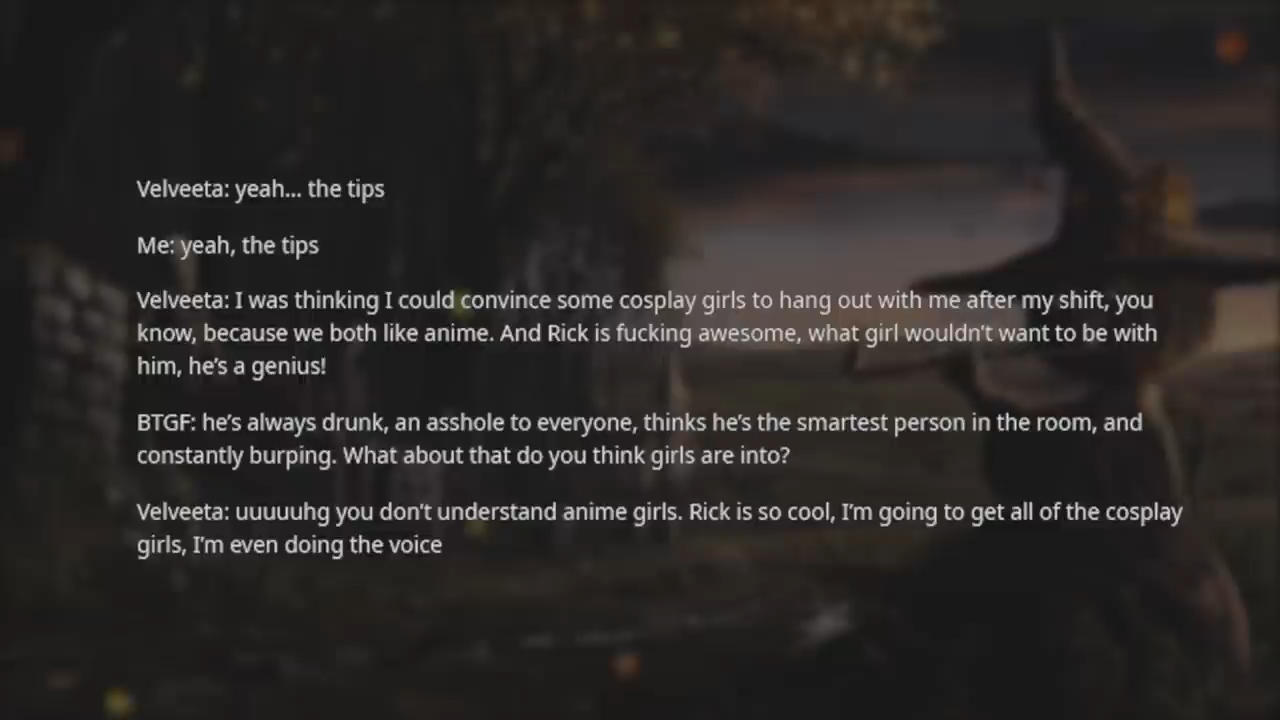 Velveeta: yeah... the tips
Me: yeah, the tips
Velveeta: I was thinking I could convince some cosplay girls to hang out with me after my shift, you
know, because we both like anime. And Rick is fucking awesome, what girl wouldn't want to be with
him, he's a genius!
BTGF: he's always drunk, an asshole to everyone, thinks he's the smartest person in the room, and
constantly burping. What about that do you think girls are into?
Velveeta: uuuuuhg you don't understand anime girls. Rick is so cool, I'm going to get all of the cosplay
girls, I'm even doing the voice